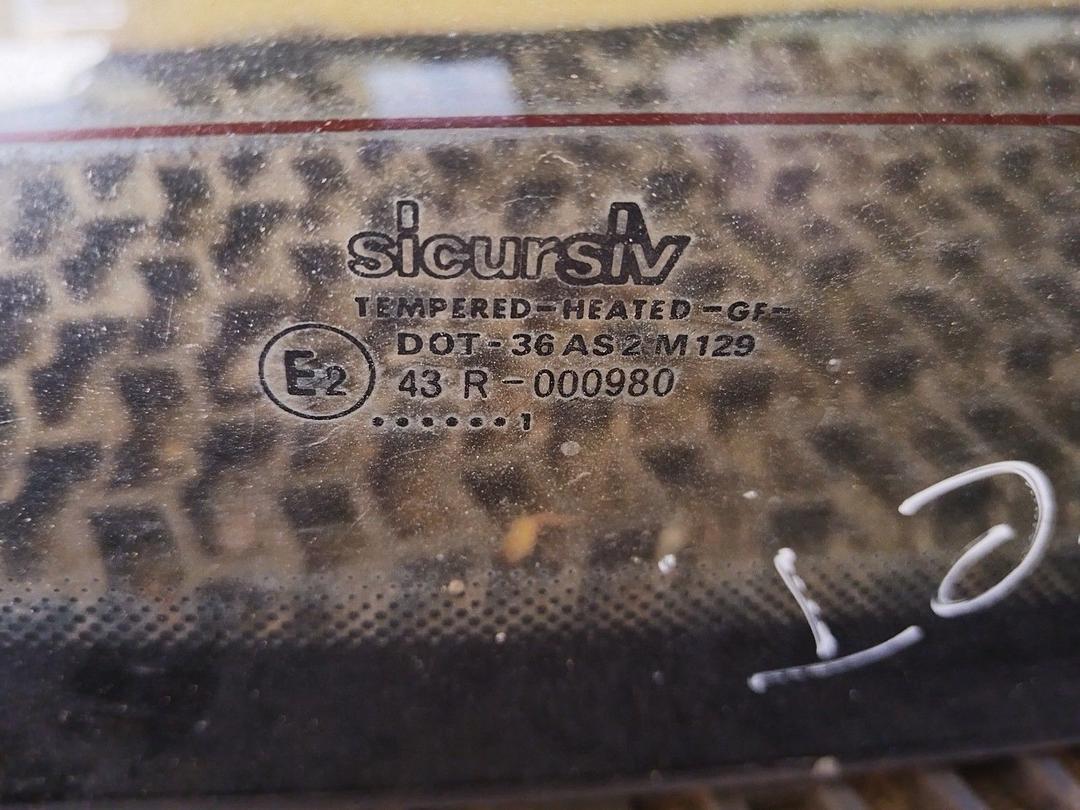 sicursiv
TEMPERED-HEATED-GF-
DOT-36 AS2 M129
E2
43 R-000980
••••••1